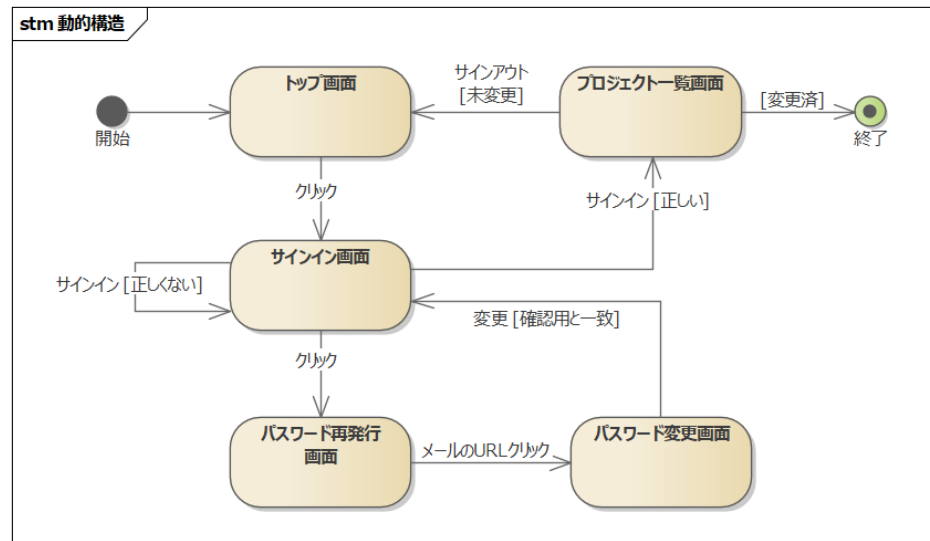 stm 動的構造
トップ画面
サインアウト
[未変更]
プロジェクト一覧画面
[変更済]
開始
終了
クリック
サインイン [正しい]
サインイン画面
サインイン [正しくない]
変更 [確認用と一致]
クリック
パスワード再発行
画面
メールのURLクリック
パスワード変更画面